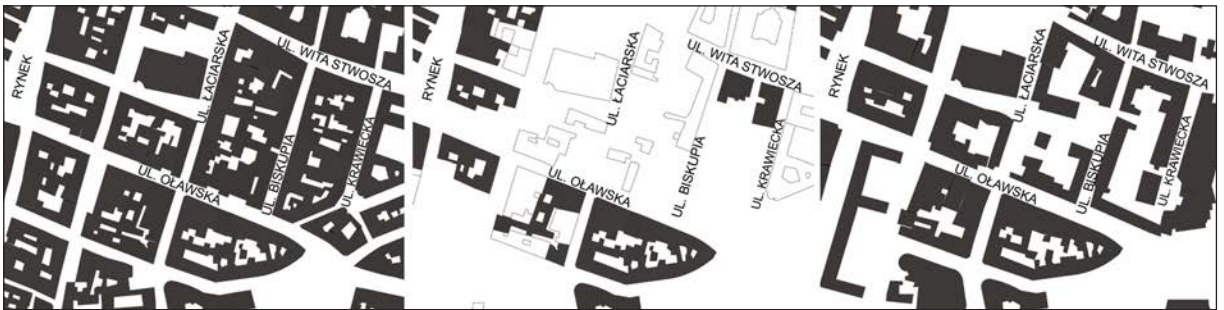 RYNEK
UL. ŁACIARSKA
UL. WITA STWOSZA
UL. OŁAWSKA
UL. BISKUPIA
UL. KRAWIECKA
RYNEK
UL. ŁACIARSKA
UL. WITA STWOSZA
UL. OŁAWSKA
UL. BISKUPIA
UL. KRAWIECKA
RYNEK
UL. ŁACIARSKA
UL. WITA STWOSZA
UL. OŁAWSKA
UL. BISKUPIA
UL. KRAWIECKA